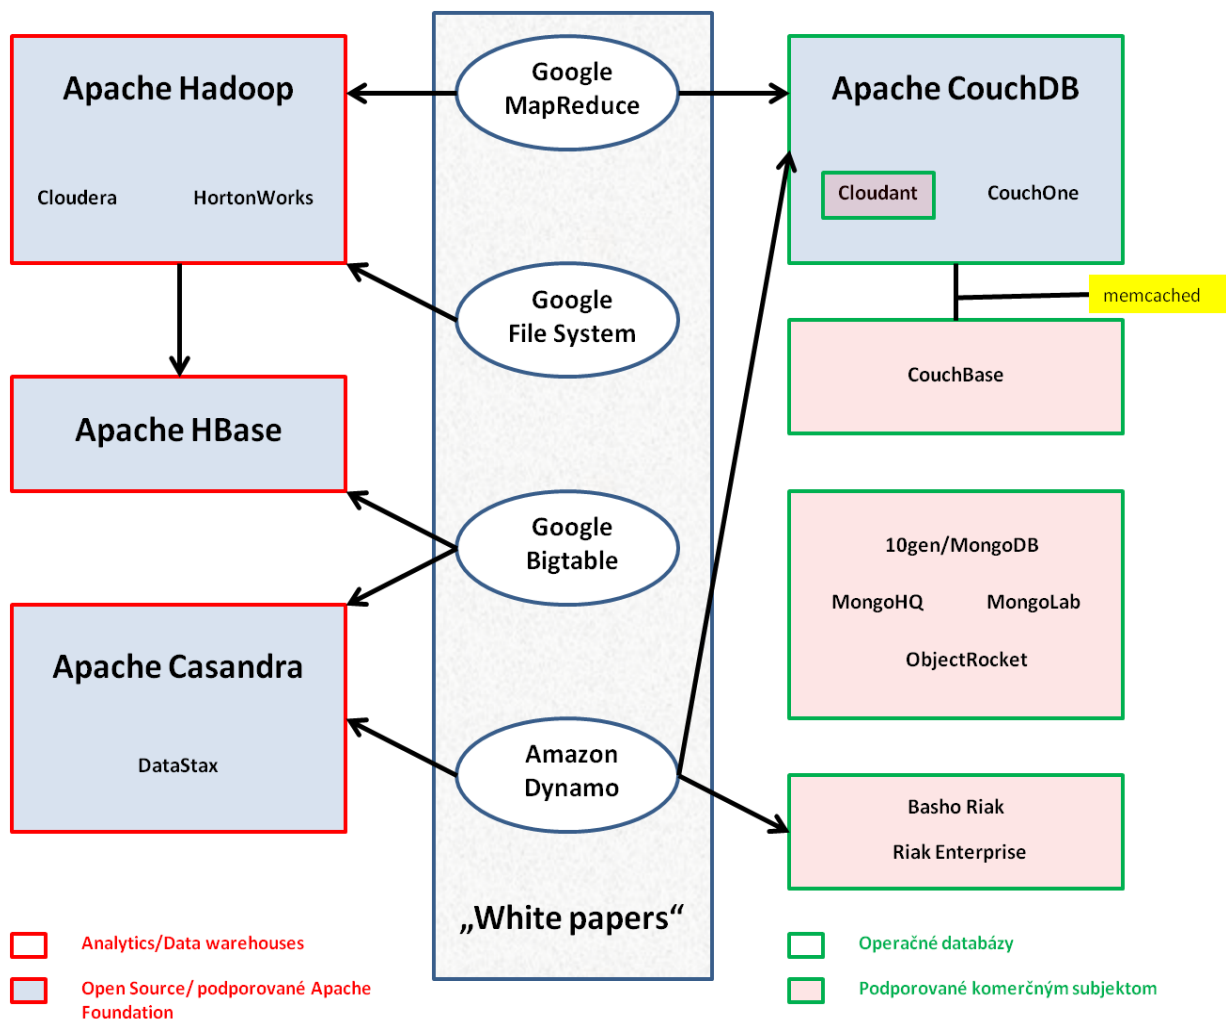 Apache Hadoop
Cloudera
HortonWorks
Apache HBase
Apache Casandra
DataStax
Google
MapReduce
Google
File System
Google
Bigtable
Amazon
Dynamo
„White papers“
Apache CouchDB
Cloudant
CouchOne
memcached
CouchBase
10gen/MongoDB
MongoHQ
MongoLab
ObjectRocket
Basho Riak
Riak Enterprise
Analytics/Data warehouses
Open Source/ podporované Apache
Foundation
Operačné databázy
Podporované komerčným subjektom